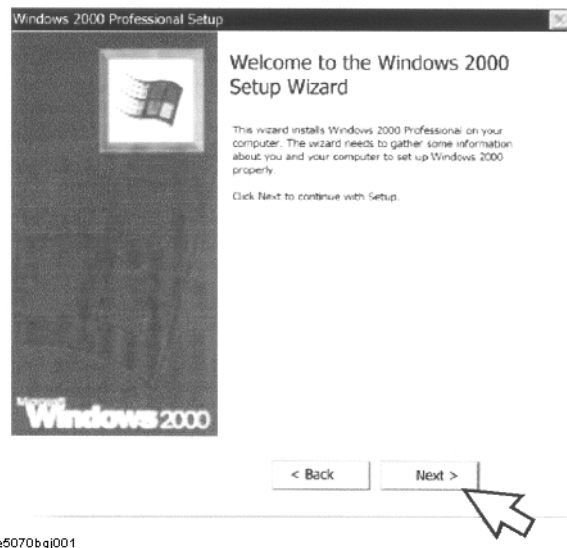 Windows 2000 Professional Setup
Welcome to the Windows 2000
Setup Wizard
This wizard installs Windows 2000 Professional on your
computer. The wizard needs to gather some information
about you and your computer to set up Windows 2000
properly.
Click Next to continue with Setup.
Microsoft
Windows 2000
< Back
Next >
e5070bqj001